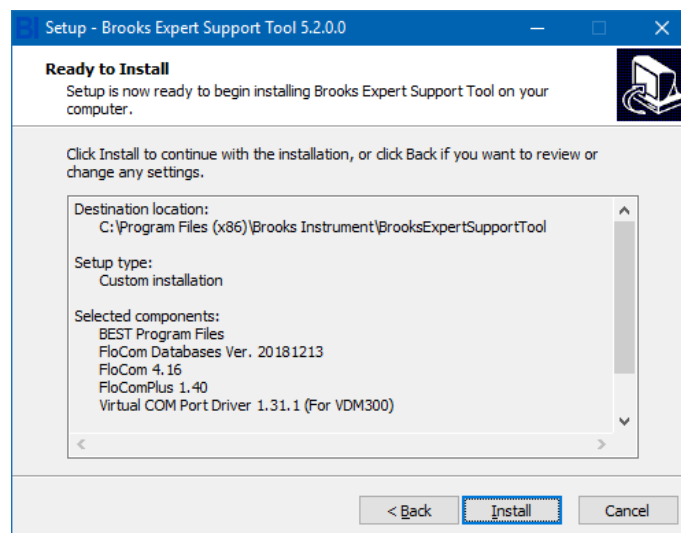 BI Setup - Brooks Expert Support Tool 5.2.0.0
Ready to Install
Setup is now ready to begin installing Brooks Expert Support Tool on your
computer.
Click Install to continue with the installation, or click Back if you want to review or
change any settings.
Destination location:
C:\Program Files (x86)\Brooks Instrument\BrooksExpertSupportTool
Setup type:
Custom installation
Selected components:
BEST Program Files
FloCom Databases Ver. 20181213
FloCom 4.16
FloComPlus 1.40
Virtual COM Port Driver 1.31.1 (For VDM300)
< Back Install Cancel